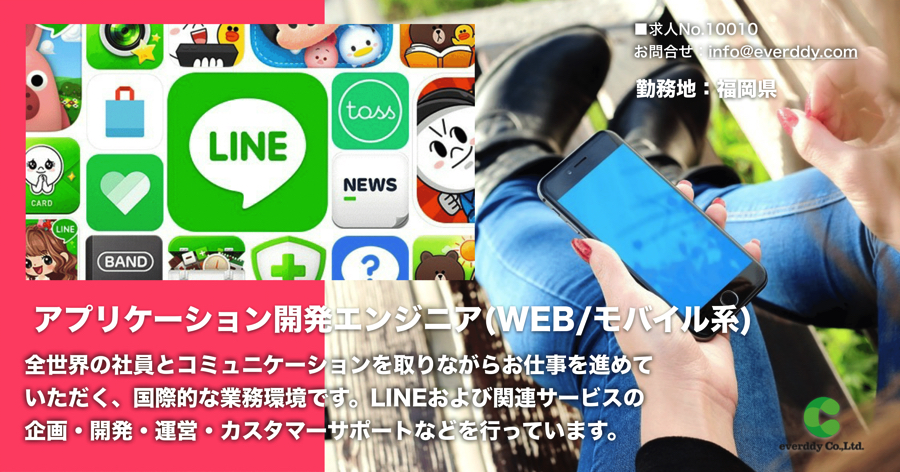 ■求人No.10010
お問合せ：info@everddy.com
勤務地：福岡県
LINE
tass
NEWS
CARD
LINE
BAND
?
アプリケーション開発エンジニア(WEB/モバイル系)
全世界の社員とコミュニケーションを取りながらお仕事を進めて
いただく、国際的な業務環境です。LINEおよび関連サービスの
企画・開発・運営・カスタマーサポートなどを行っています。
everddy Co.,Ltd.